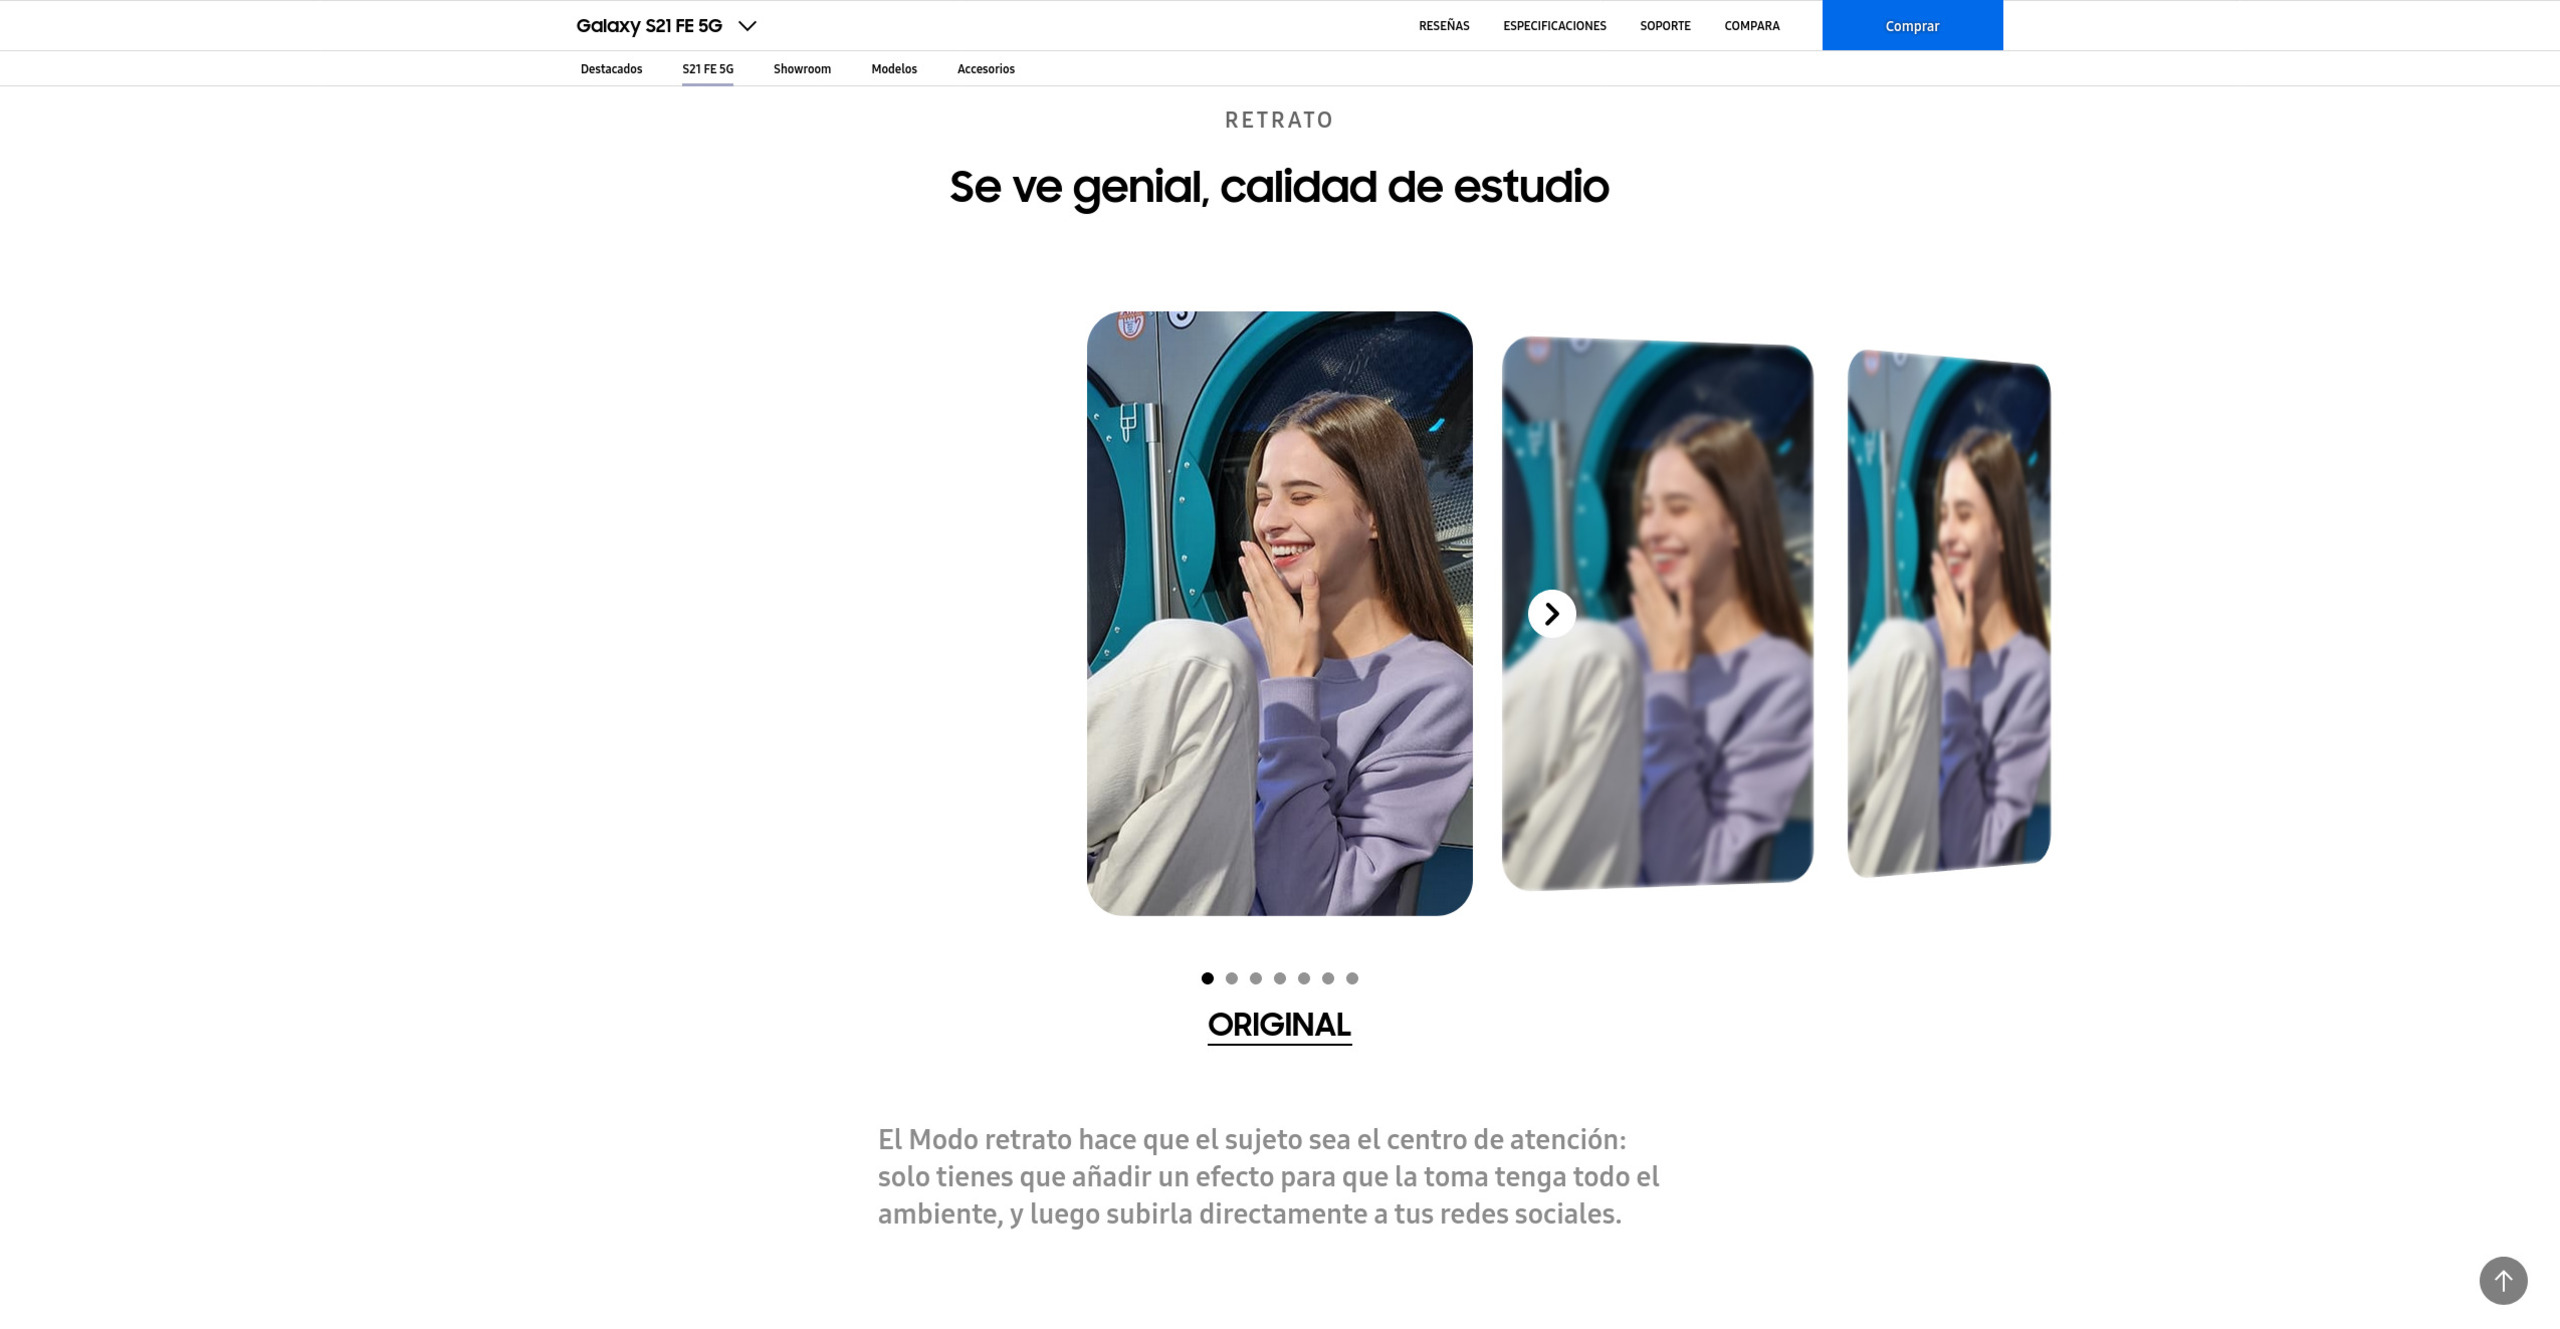 Galaxy S21 FE 5G
RESEÑAS
ESPECIFICACIONES
SOPORTE
COMPARA
Comprar
Destacados
S21 FE 5G
Showroom
Modelos
Accesorios
RETRATO
Se ve genial, calidad de estudio
ORIGINAL
El Modo retrato hace que el sujeto sea el centro de atención:
solo tienes que añadir un efecto para que la toma tenga todo el
ambiente, y luego subirla directamente a tus redes sociales.